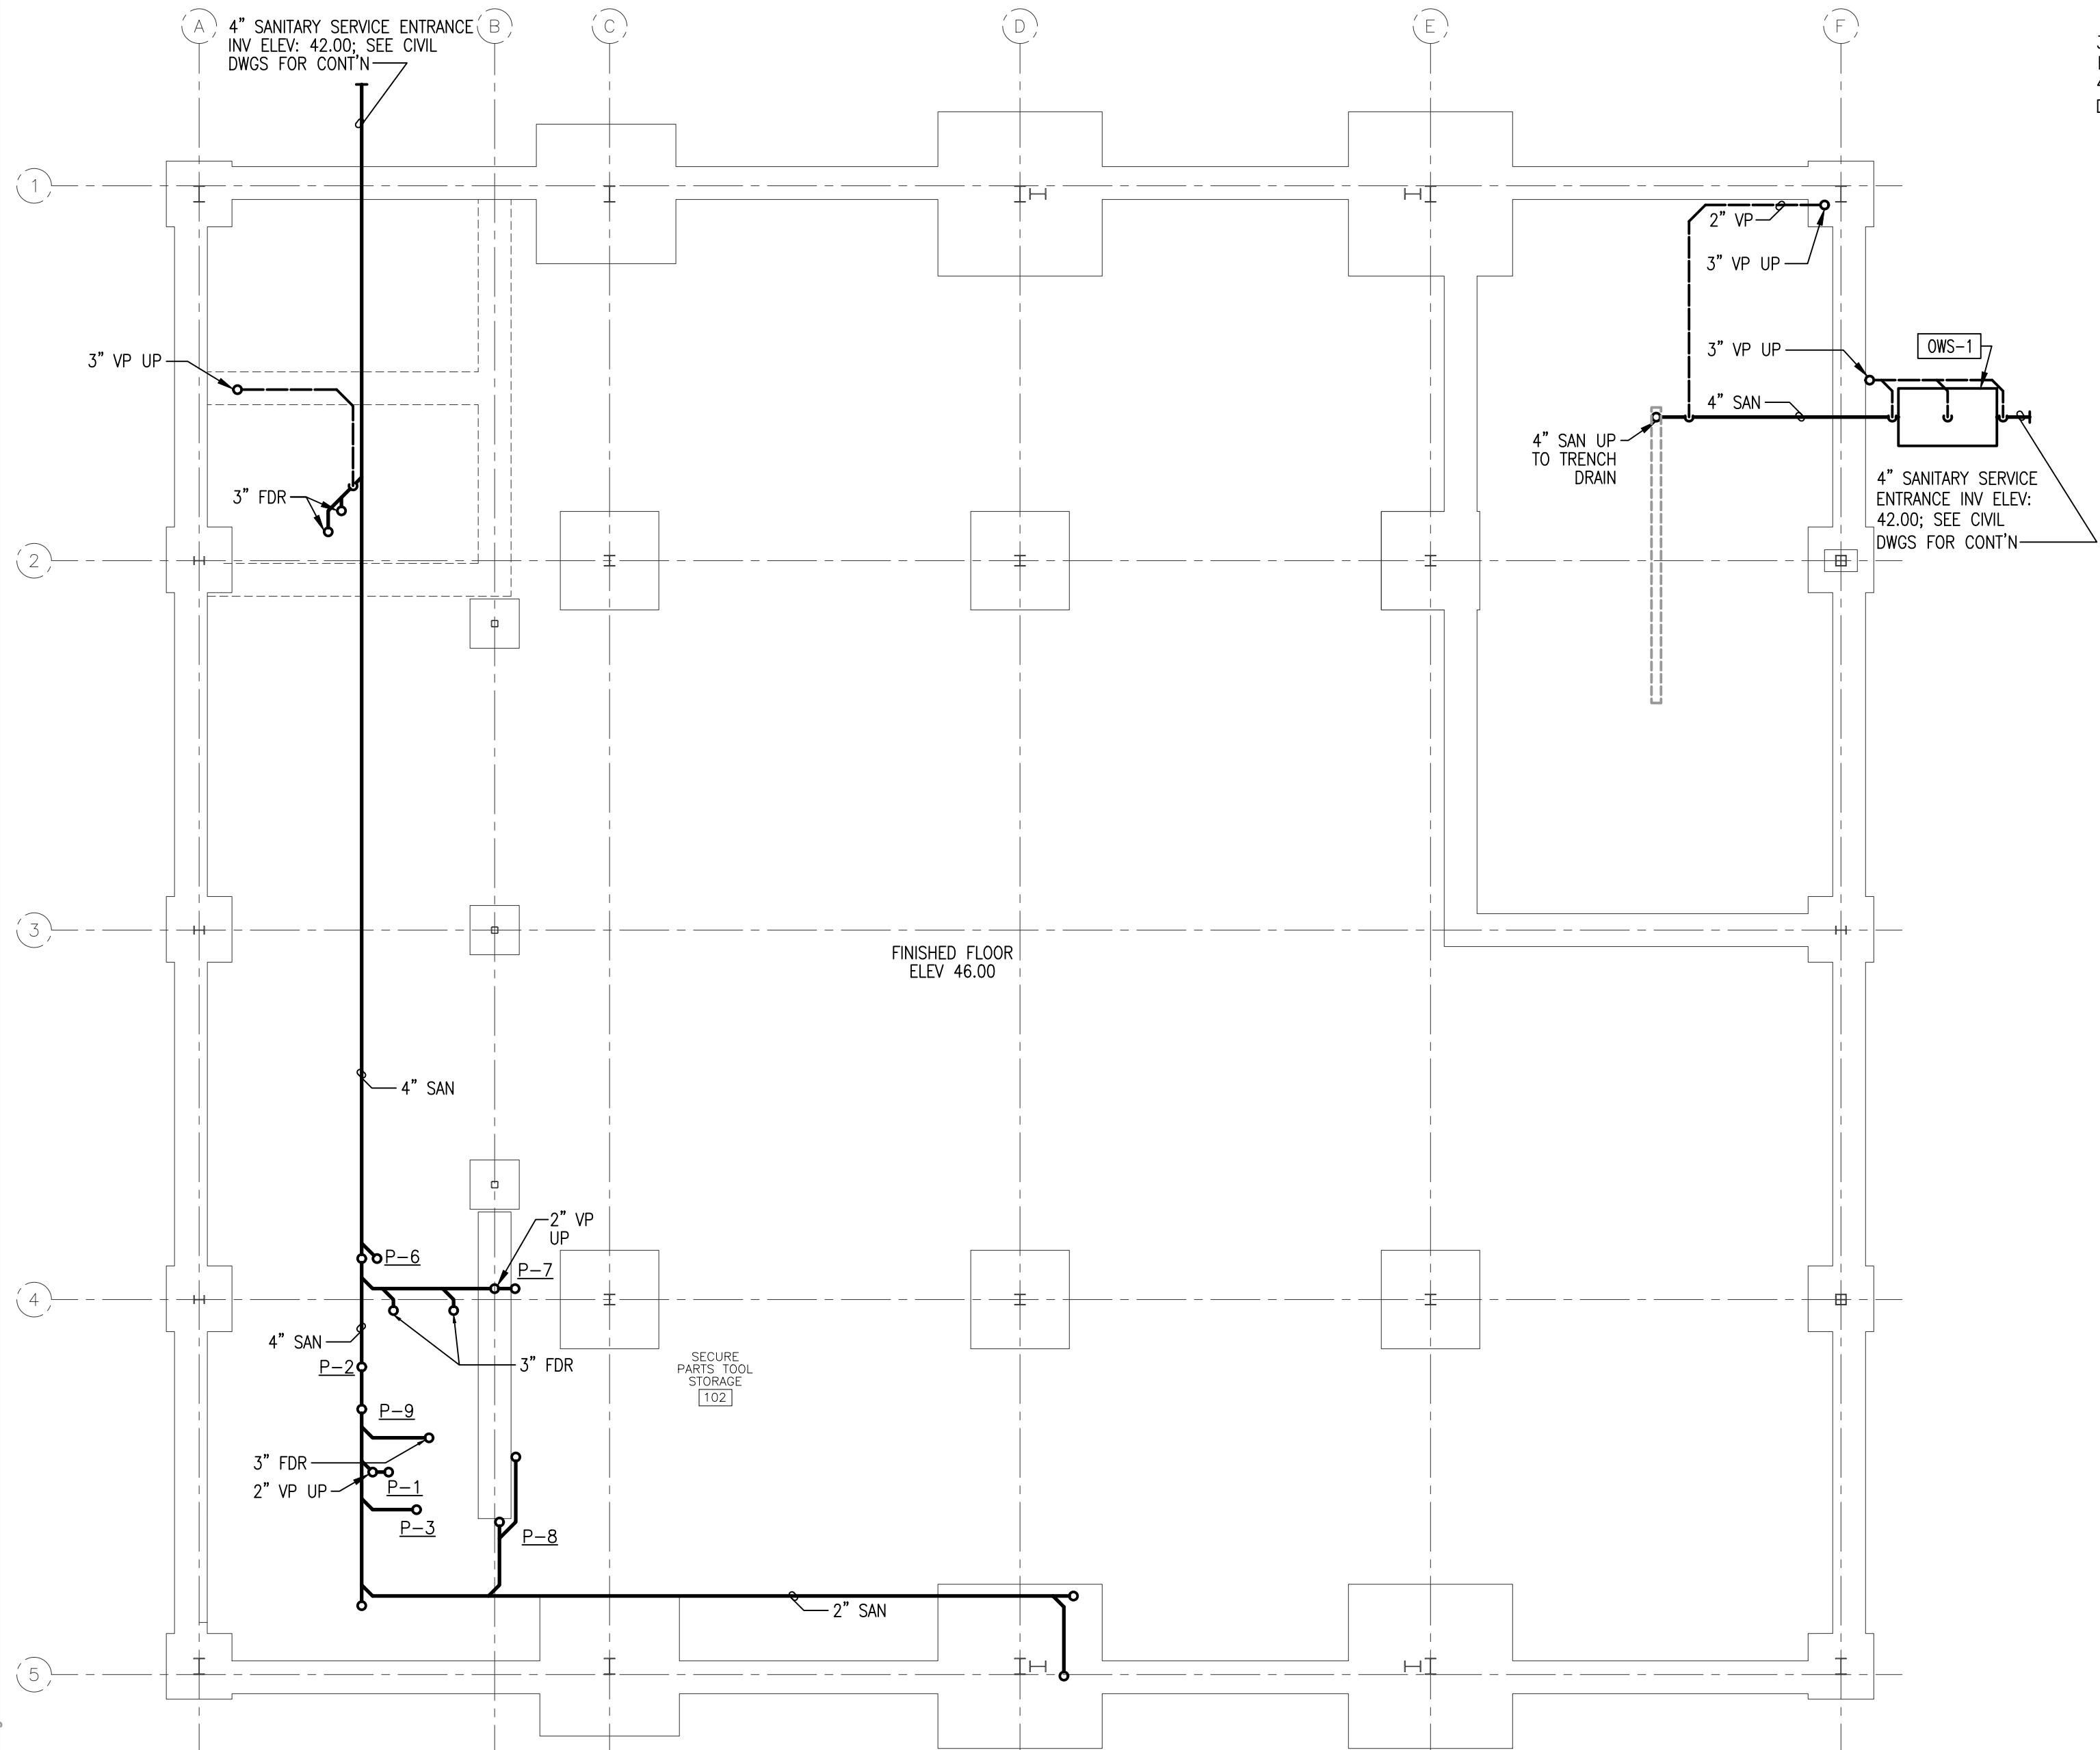 A
B
C
D
E
F
4" SANITARY SERVICE ENTRANCE
INV ELEV: 42.00; SEE CIVIL
DWGS FOR CONT'N
1
2" VP
3" VP UP
3" VP UP
3" VP UP
OWS-1
4" SAN
4" SAN UP
TO TRENCH
DRAIN
4" SANITARY SERVICE
ENTRANCE INV ELEV:
42.00; SEE CIVIL
DWGS FOR CONT'N
3" FDR
2
3
FINISHED FLOOR
ELEV 46.00
4" SAN
2" VP
UP
P-6
P-7
4
4" SAN
3" FDR
P-2
SECURE
PARTS TOOL
STORAGE
102
P-9
3" FDR
2" VP UP
P-1
P-3
P-8
2" SAN
5